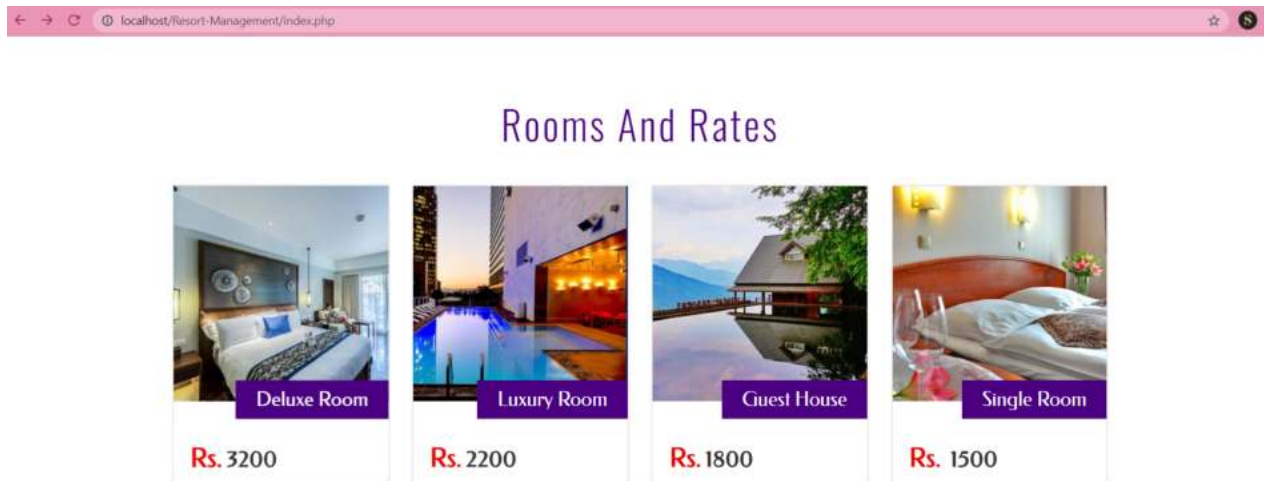 localhost/Resort-Management/index.php
S
Rooms And Rates
Deluxe Room
Luxury Room
Guest House
Single Room
Rs. 3200
Rs. 2200
Rs. 1800
Rs. 1500